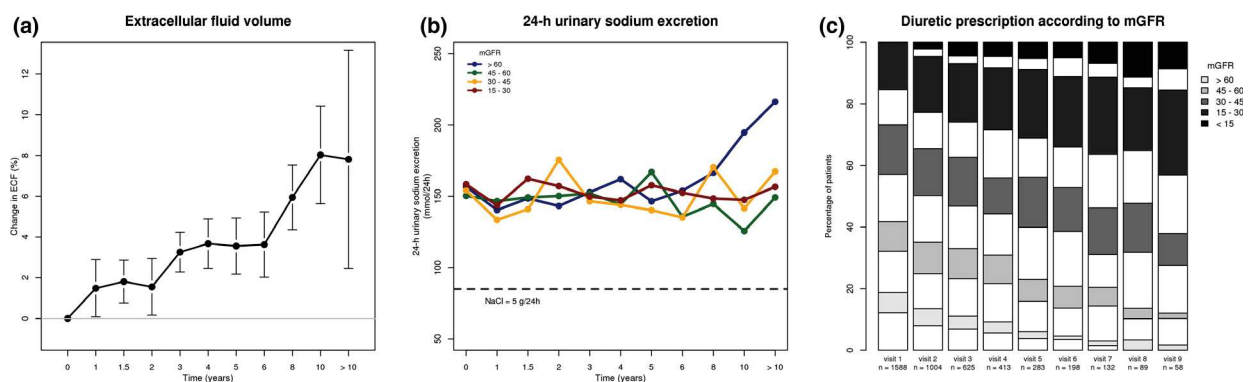 (a)
Extracellular fluid volume
Change in ECF (%)
12
10
8
6
4
2
0
0 1 1.5 2 3 4 5 6 8 10 > 10
Time (years)
(b)
24-h urinary sodium excretion
24-h urinary sodium excretion
(mmol/24h)
250
200
150
100
50
mGFR
> 60
45 - 60
30 - 45
15 - 30
NaCl = 5 g/24h
0 1 1.5 2 3 4 5 6 8 10 > 10
Time (years)
(c)
Diuretic prescription according to mGFR
Percentage of patients
100
80
60
40
20
0
mGFR
> 60
45 - 60
30 - 45
15 - 30
< 15
visit 1 visit 2 visit 3 visit 4 visit 5 visit 6 visit 7 visit 8 visit 9
n = 1588 n = 1004 n = 625 n = 413 n = 283 n = 198 n = 132 n = 89 n = 58